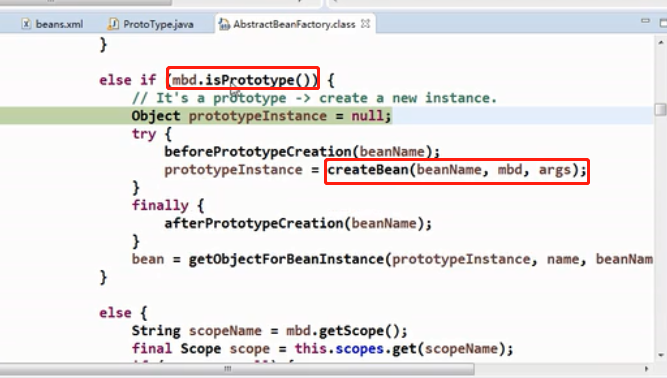 beans.xml ProtoType.java AbstractBeanFactory.class
}
else if (mbd.isPrototype()) {
// It's a prototype -> create a new instance.
Object prototypeInstance = null;
try {
beforePrototypeCreation(beanName);
prototypeInstance = createBean(beanName, mbd, args);
}
finally {
afterPrototypeCreation(beanName);
}
bean = getObjectForBeanInstance(prototypeInstance, name, beanNam
}
else {
String scopeName = mbd.getScope();
final Scope scope = this.scopes.get(scopeName);